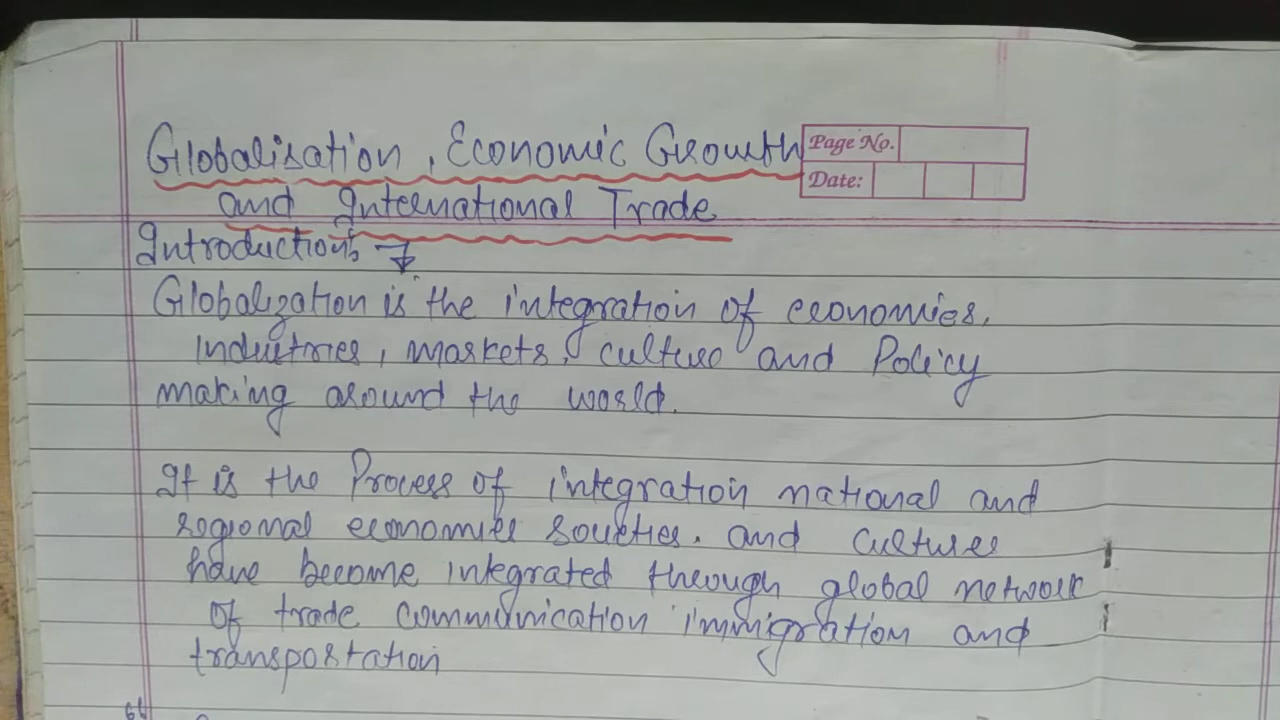 Globalisation, Economic Growth
Page No.
Date:
and International Trade
Introduction:
Globalization is the integration of economies,
industries, markets, culture and Policy
making around the world.
It is the Process of integration national and
regional economies societies. and cultures
have become integrated through global network
of trade communication immigration and
transportation